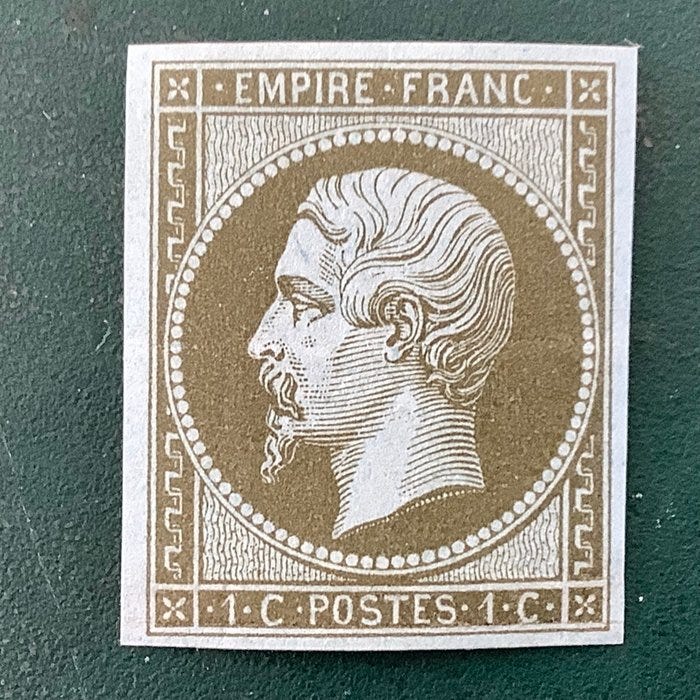 · EMPIRE · FRANC ·
· 1 · C · POSTES · 1 · C ·